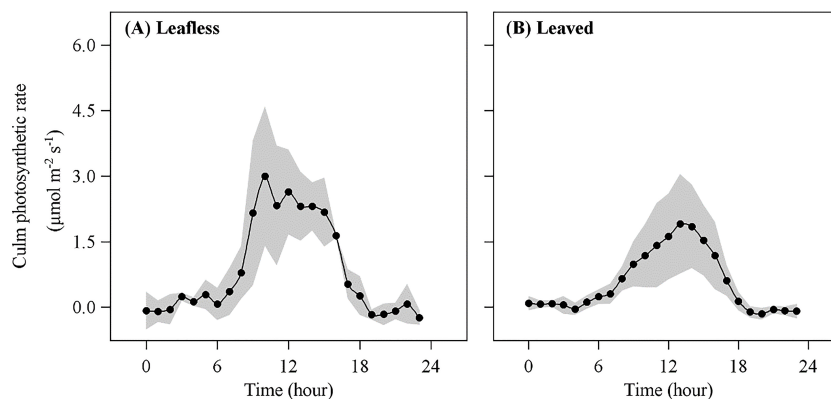 (A) Leafless
(B) Leaved
Culm photosynthetic rate
(μmol m⁻² s⁻¹)
6.0
4.5
3.0
1.5
0.0
0 6 12 18 24
0 6 12 18 24
Time (hour)
Time (hour)